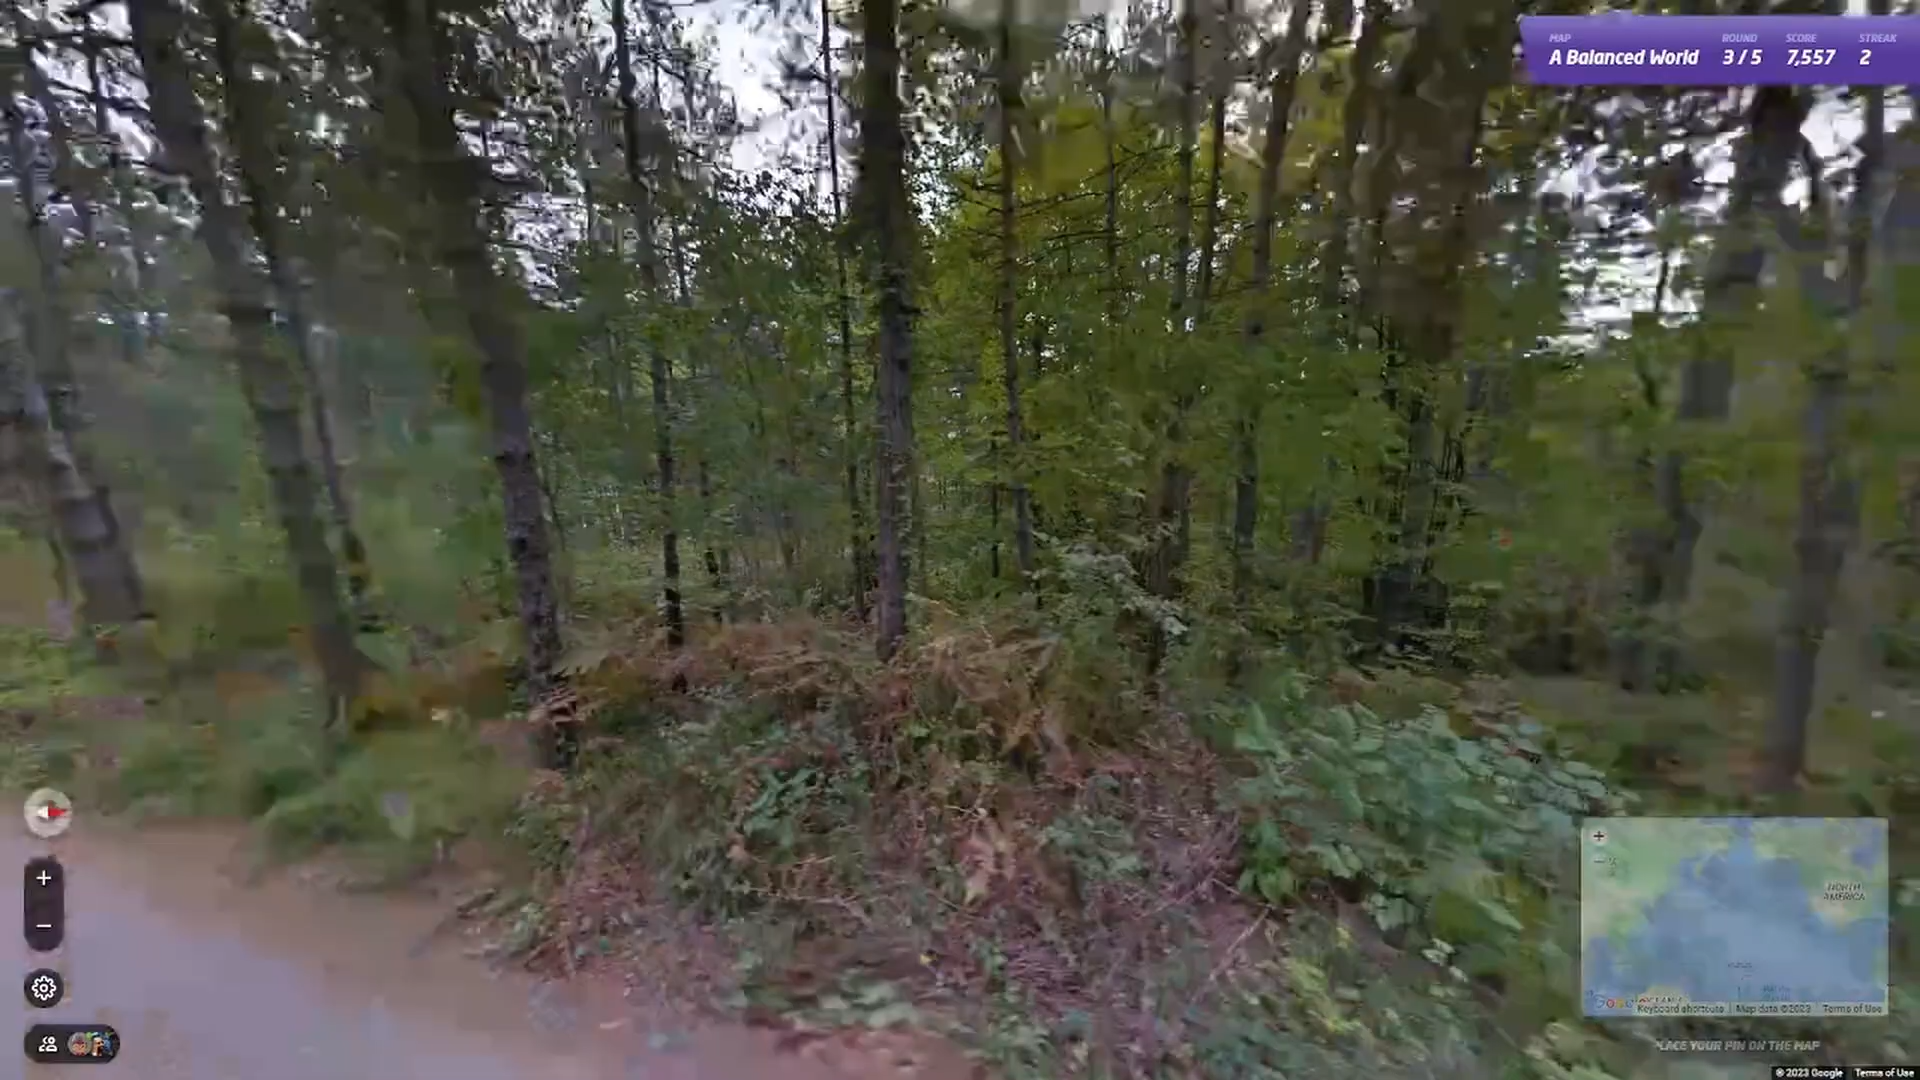 MAP
A Balanced World
ROUND
3 / 5
SCORE
7,557
STREAK
2
NORTH
AMERICA
Keyboard shortcuts
Map data ©2023
Terms of Use
PLACE YOUR PIN ON THE MAP
© 2023 Google
Terms of Use